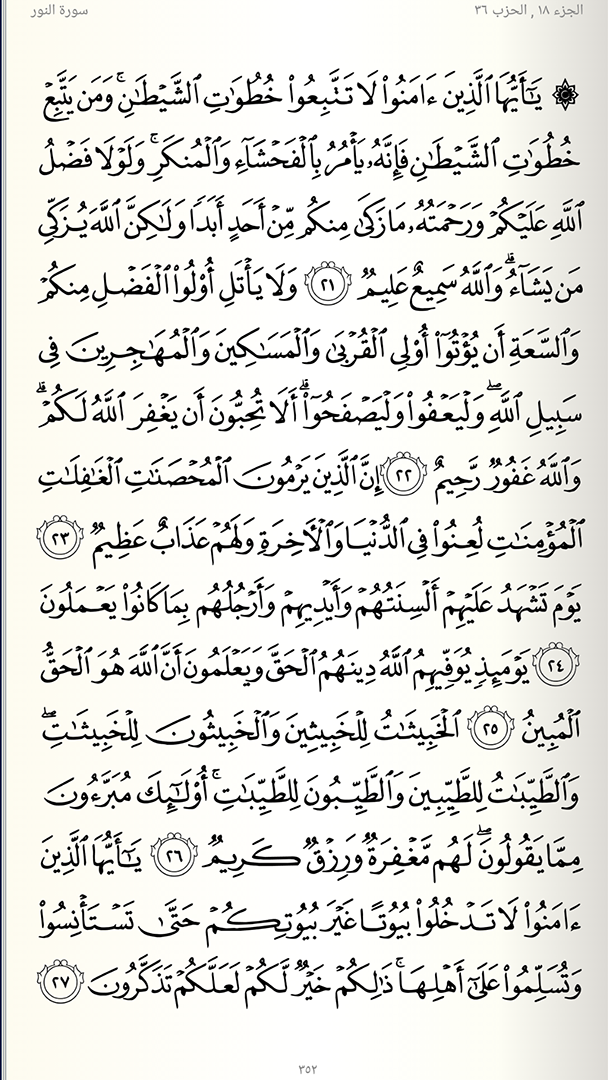 الجزء ١٨ , الحزب ٣٦
سورة النور
۞ يَـٰٓأَيُّهَا ٱلَّذِينَ ءَامَنُوا۟ لَا تَتَّبِعُوا۟ خُطُوَٰتِ ٱلشَّيْطَـٰنِ ۚ وَمَن يَتَّبِعْ
خُطُوَٰتِ ٱلشَّيْطَـٰنِ فَإِنَّهُۥ يَأْمُرُ بِٱلْفَحْشَآءِ وَٱلْمُنكَرِ ۚ وَلَوْلَا فَضْلُ
ٱللَّهِ عَلَيْكُمْ وَرَحْمَتُهُۥ مَا زَكَىٰ مِنكُم مِّنْ أَحَدٍ أَبَدًا وَلَـٰكِنَّ ٱللَّهَ يُزَكِّى
مَن يَشَآءُ ۗ وَٱللَّهُ سَمِيعٌ عَلِيمٌ ٢١ وَلَا يَأْتَلِ أُو۟لُوا۟ ٱلْفَضْلِ مِنكُمْ
وَٱلسَّعَةِ أَن يُؤْتُوٓا۟ أُو۟لِى ٱلْقُرْبَىٰ وَٱلْمَسَـٰكِينَ وَٱلْمُهَـٰجِرِينَ فِى
سَبِيلِ ٱللَّهِ ۖ وَلْيَعْفُوا۟ وَلْيَصْفَحُوٓا۟ ۗ أَلَا تُحِبُّونَ أَن يَغْفِرَ ٱللَّهُ لَكُمْ ۗ
وَٱللَّهُ غَفُورٌ رَّحِيمٌ ٢٢ إِنَّ ٱلَّذِينَ يَرْمُونَ ٱلْمُحْصَنَـٰتِ ٱلْغَـٰفِلَـٰتِ
ٱلْمُؤْمِنَـٰتِ لُعِنُوا۟ فِى ٱلدُّنْيَا وَٱلْـَٔاخِرَةِ وَلَهُمْ عَذَابٌ عَظِيمٌ ٢٣
يَوْمَ تَشْهَدُ عَلَيْهِمْ أَلْسِنَتُهُمْ وَأَيْدِيهِمْ وَأَرْجُلُهُم بِمَا كَانُوا۟ يَعْمَلُونَ
٢٤ يَوْمَئِذٍ يُوَفِّيهِمُ ٱللَّهُ دِينَهُمُ ٱلْحَقَّ وَيَعْلَمُونَ أَنَّ ٱللَّهَ هُوَ ٱلْحَقُّ
ٱلْمُبِينُ ٢٥ ٱلْخَبِيثَـٰتُ لِلْخَبِيثِينَ وَٱلْخَبِيثُونَ لِلْخَبِيثَـٰتِ ۖ
وَٱلطَّيِّبَـٰتُ لِلطَّيِّبِينَ وَٱلطَّيِّبُونَ لِلطَّيِّبَـٰتِ ۚ أُو۟لَـٰٓئِكَ مُبَرَّءُونَ
مِمَّا يَقُولُونَ ۖ لَهُم مَّغْفِرَةٌ وَرِزْقٌ كَرِيمٌ ٢٦ يَـٰٓأَيُّهَا ٱلَّذِينَ
ءَامَنُوا۟ لَا تَدْخُلُوا۟ بُيُوتًا غَيْرَ بُيُوتِكُمْ حَتَّىٰ تَسْتَأْنِسُوا۟
وَتُسَلِّمُوا۟ عَلَىٰٓ أَهْلِهَا ۚ ذَٰلِكُمْ خَيْرٌ لَّكُمْ لَعَلَّكُمْ تَذَكَّرُونَ ٢٧
٣٥٢